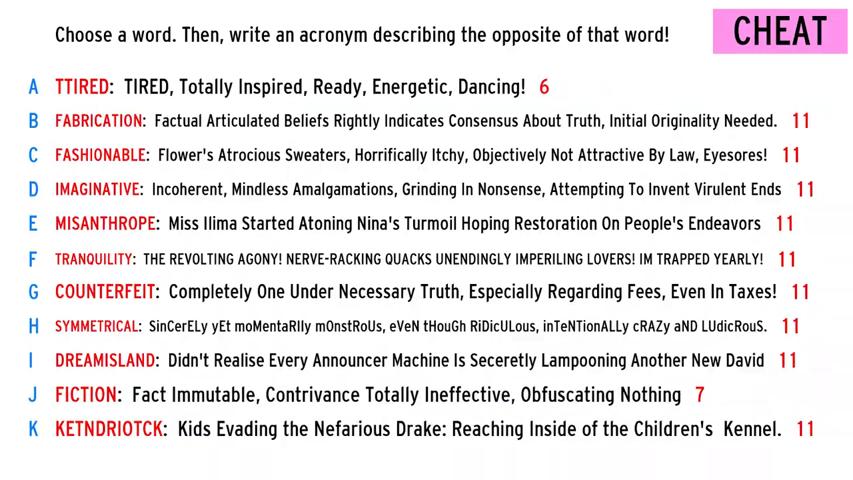 Choose a word. Then, write an acronym describing the opposite of that word!
CHEAT
A TTIRED: TIRED, Totally Inspired, Ready, Energetic, Dancing! 6
B FABRICATION: Factual Articulated Beliefs Rightly Indicates Consensus About Truth, Initial Originality Needed. 11
C FASHIONABLE: Flower's Atrocious Sweaters, Horrifically Itchy, Objectively Not Attractive By Law, Eyesores! 11
D IMAGINATIVE: Incoherent, Mindless Amalgamations, Grinding In Nonsense, Attempting To Invent Virulent Ends 11
E MISANTHROPE: Miss Ilima Started Atoning Nina's Turmoil Hoping Restoration On People's Endeavors 11
F TRANQUILITY: THE REVOLTING AGONY! NERVE-RACKING QUACKS UNENDINGLY IMPERILING LOVERS! IM TRAPPED YEARLY! 11
G COUNTERFEIT: Completely One Under Necessary Truth, Especially Regarding Fees, Even In Taxes! 11
H SYMMETRICAL: SinCerELy yEt moMentaRIly mOnstRoUs, eVeN tHouGh RiDicULous, inTeNTionALLy cRAZy aND LUdicRouS. 11
I DREAMISLAND: Didn't Realise Every Announcer Machine Is Seceretly Lampooning Another New David 11
J FICTION: Fact Immutable, Contrivance Totally Ineffective, Obfuscating Nothing 7
K KETNDRIOTCK: Kids Evading the Nefarious Drake: Reaching Inside of the Children's Kennel. 11